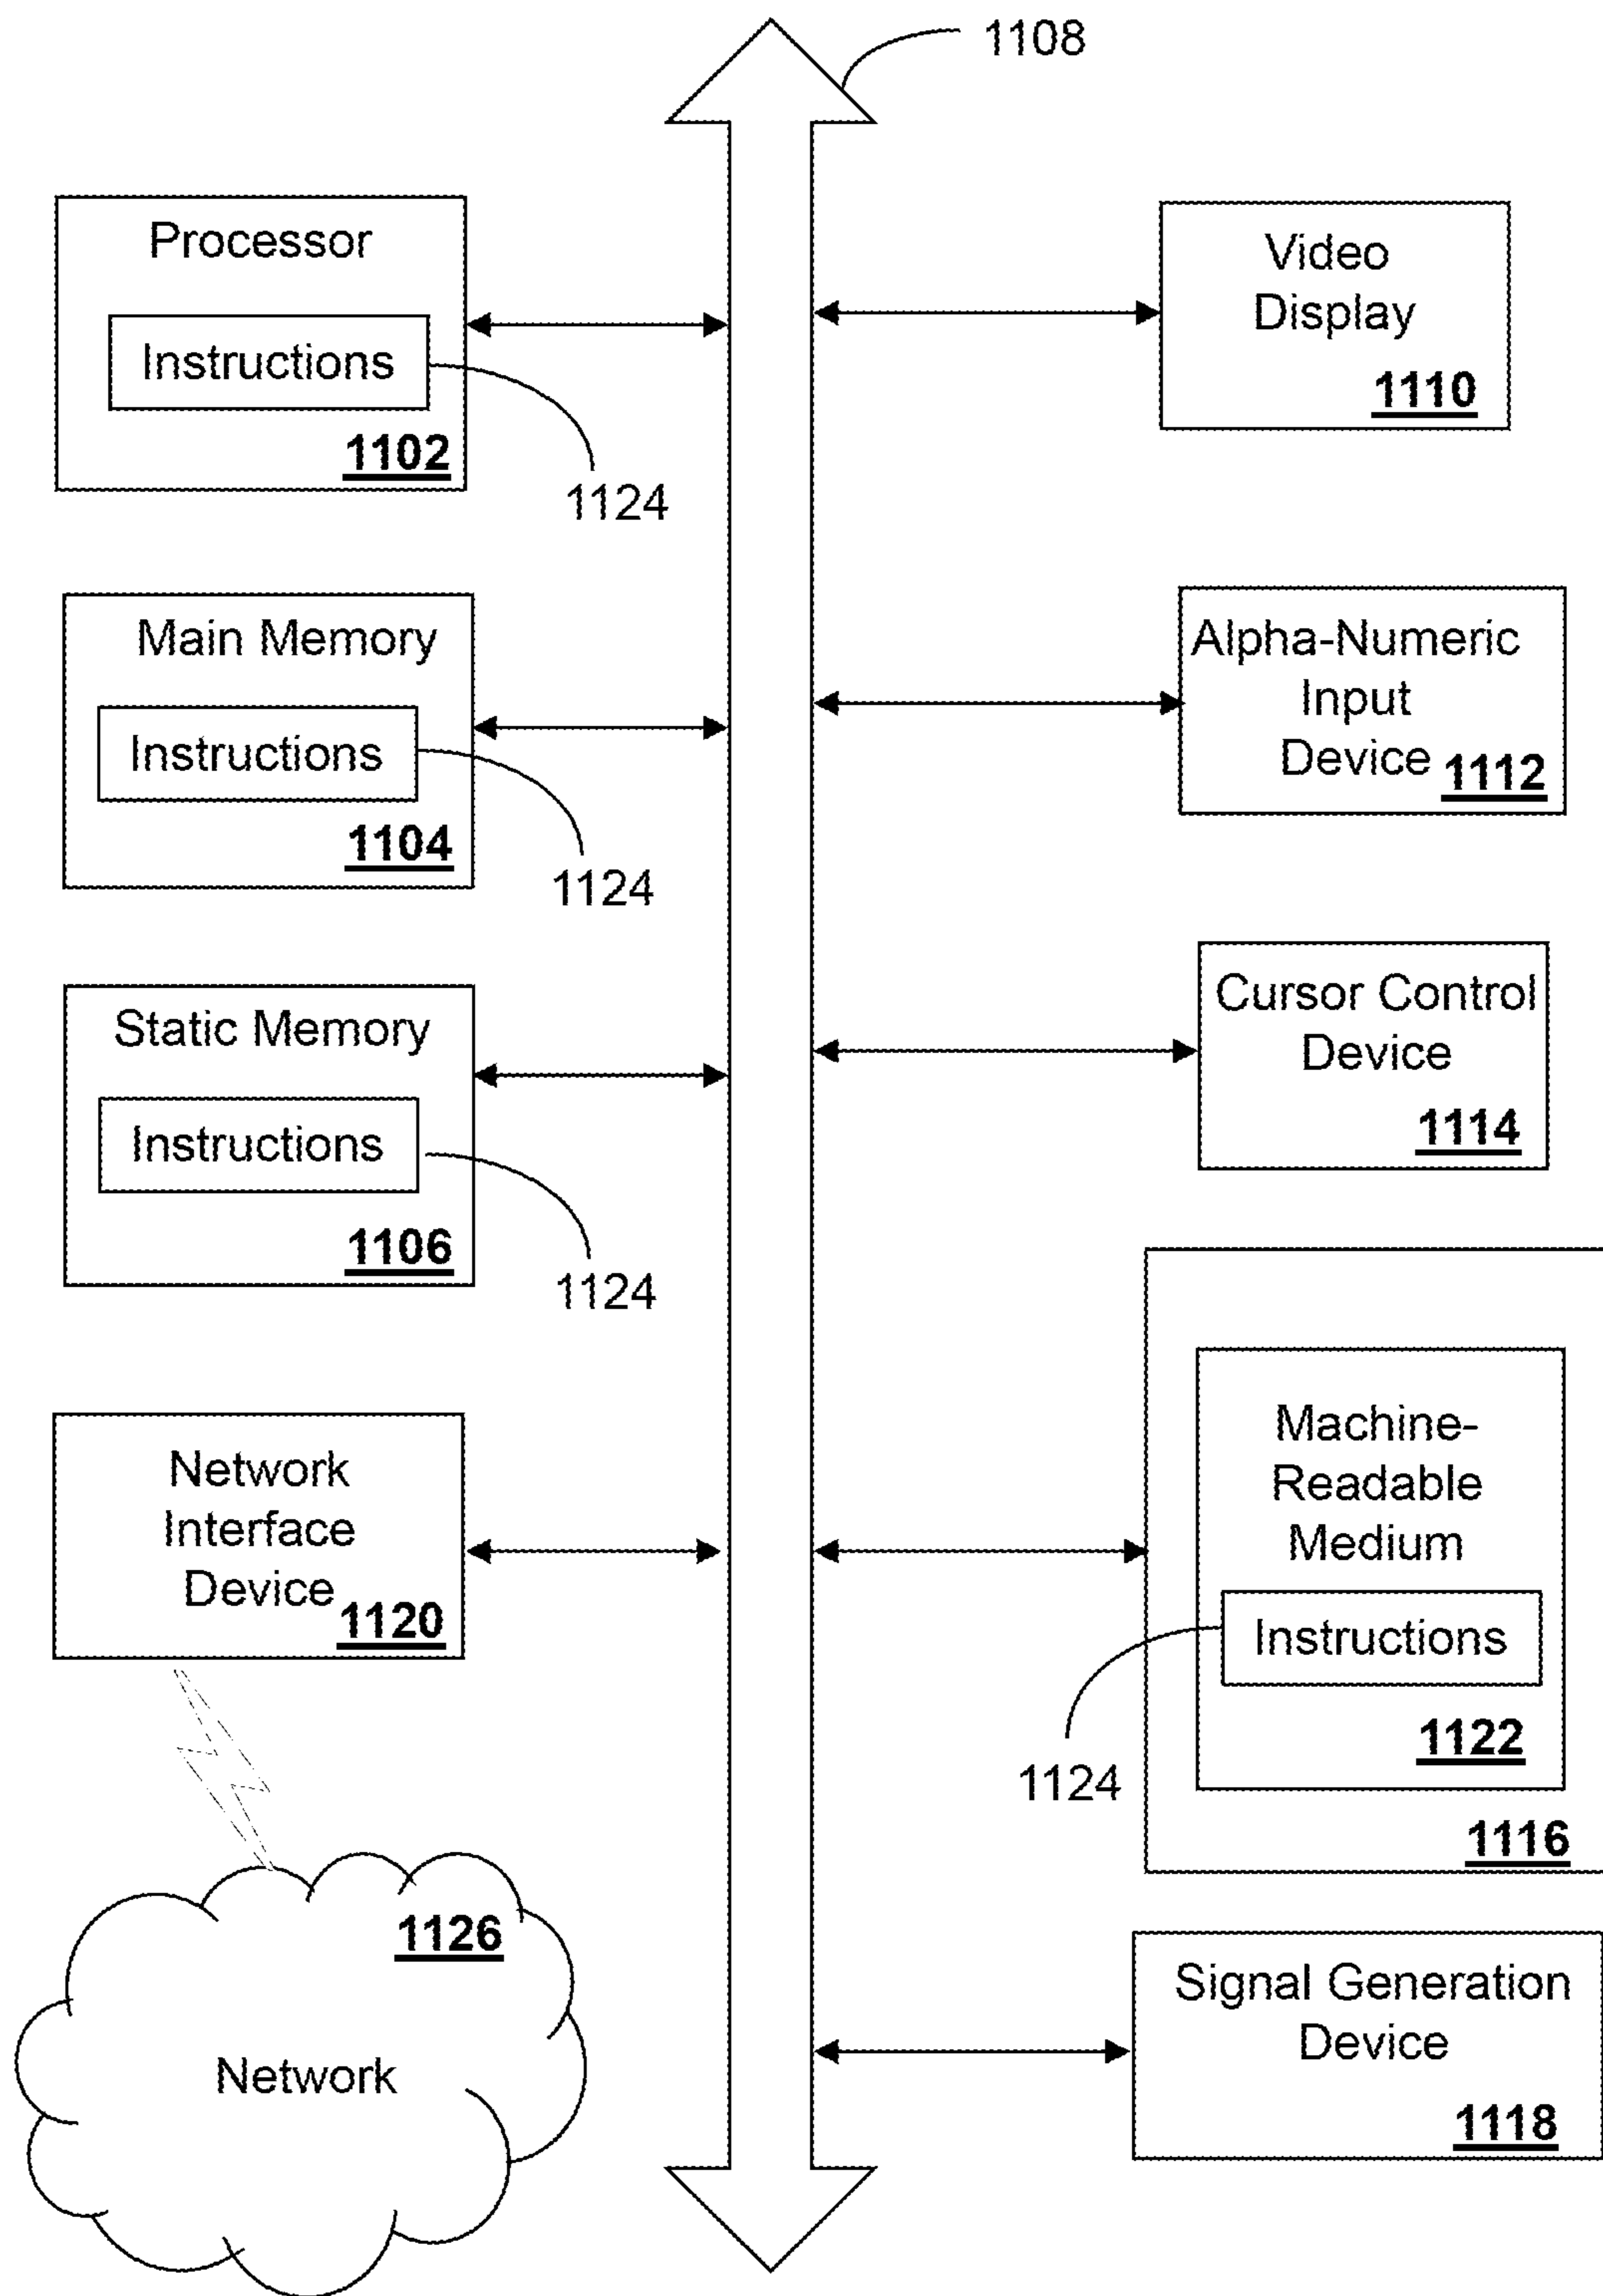 1108
Processor
Instructions
1102
1124
Main Memory
Instructions
1104
1124
Static Memory
Instructions
1106
1124
Network
Interface
Device
1120
1126
Network
Video
Display
1110
Alpha-Numeric
Input
Device
1112
Cursor Control
Device
1114
Machine-
Readable
Medium
Instructions
1122
1124
1116
Signal Generation
Device
1118